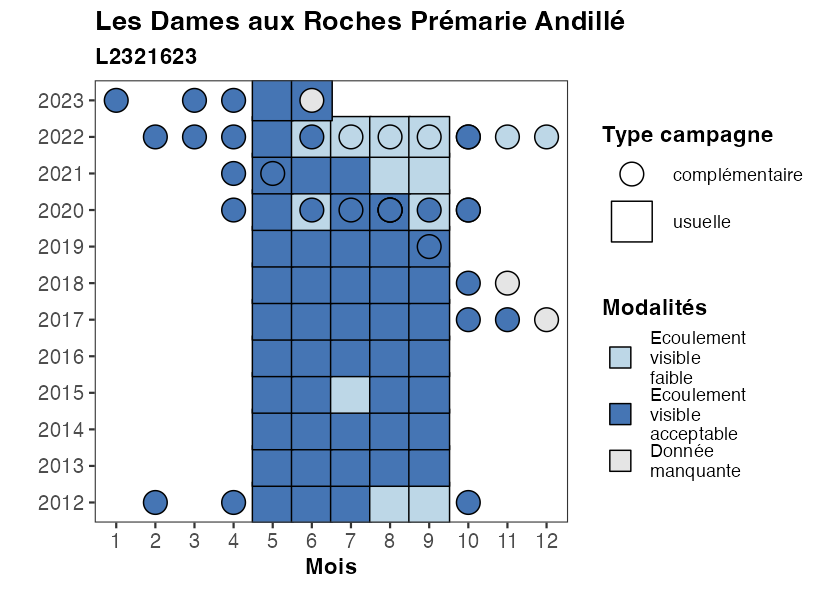 Les Dames aux Roches Prémarie Andillé
L2321623
2023
2022
2021
2020
2019
2018
2017
2016
2015
2014
2013
2012
1 2 3 4 5 6 7 8 9 10 11 12
Mois
Type campagne
complémentaire
usuelle
Modalités
Ecoulement
visible
faible
Ecoulement
visible
acceptable
Donnée
manquante